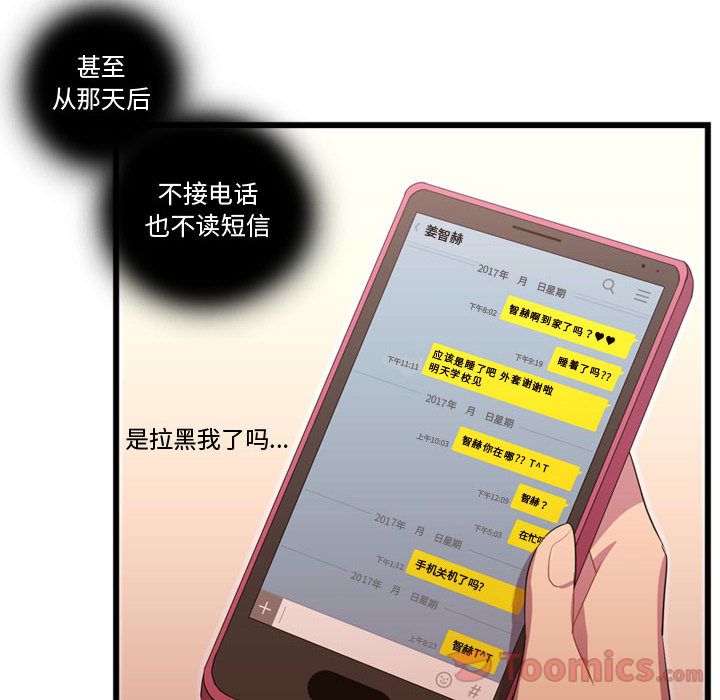 甚至
从那天后
不接电话
也不读短信
姜智赫
2017年 月 日星期
下午8:02
智赫啊到家了吗？♥♥
下午9:19
睡着了吗??
下午11:11
应该是睡了吧 外套谢谢啦
明天学校见
2017年 月 日星期
上午10:03
智赫你在哪?? T^T
下午12:09
智赫？
下午5:03
在忙
2017年 月 日星期
下午1:12
手机关机了吗?
2017年 月 日星期
上午8:23
智赫T^T
#
是拉黑我了吗...
Toomics.com